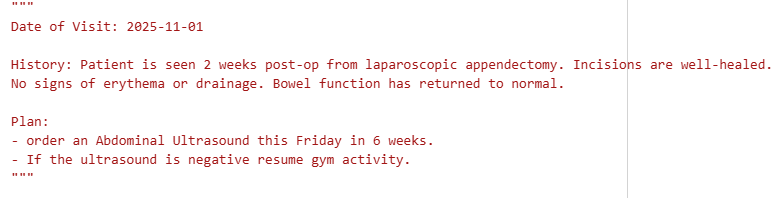 """
Date of Visit: 2025-11-01
History: Patient is seen 2 weeks post-op from laparoscopic appendectomy. Incisions are well-healed.
No signs of erythema or drainage. Bowel function has returned to normal.
Plan:
- order an Abdominal Ultrasound this Friday in 6 weeks.
- If the ultrasound is negative resume gym activity.
"""